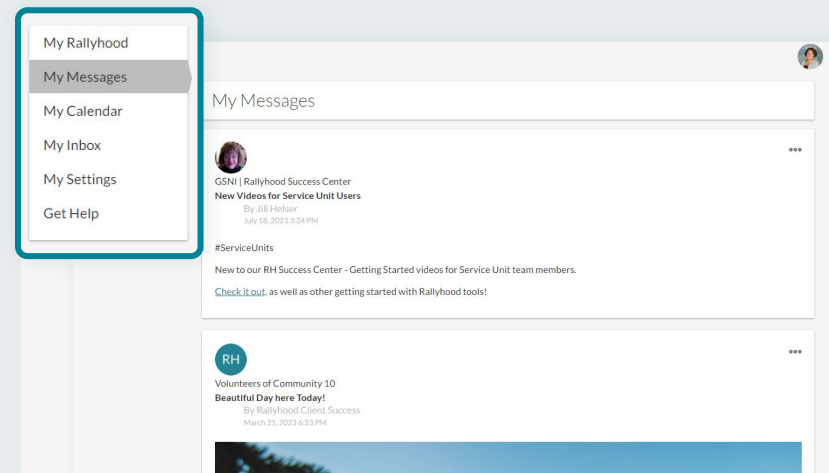 My Rallyhood
My Messages
My Calendar
My Inbox
My Settings
Get Help
My Messages
GSNI | Rallyhood Success Center
New Videos for Service Unit Users
By Jill Helser
July 18, 2023 3:24 PM
#ServiceUnits
New to our RH Success Center - Getting Started videos for Service Unit team members.
Check it out, as well as other getting started with Rallyhood tools!
RH
Volunteers of Community 10
Beautiful Day here Today!
By Rallyhood Client Success
March 21, 2023 6:53 PM